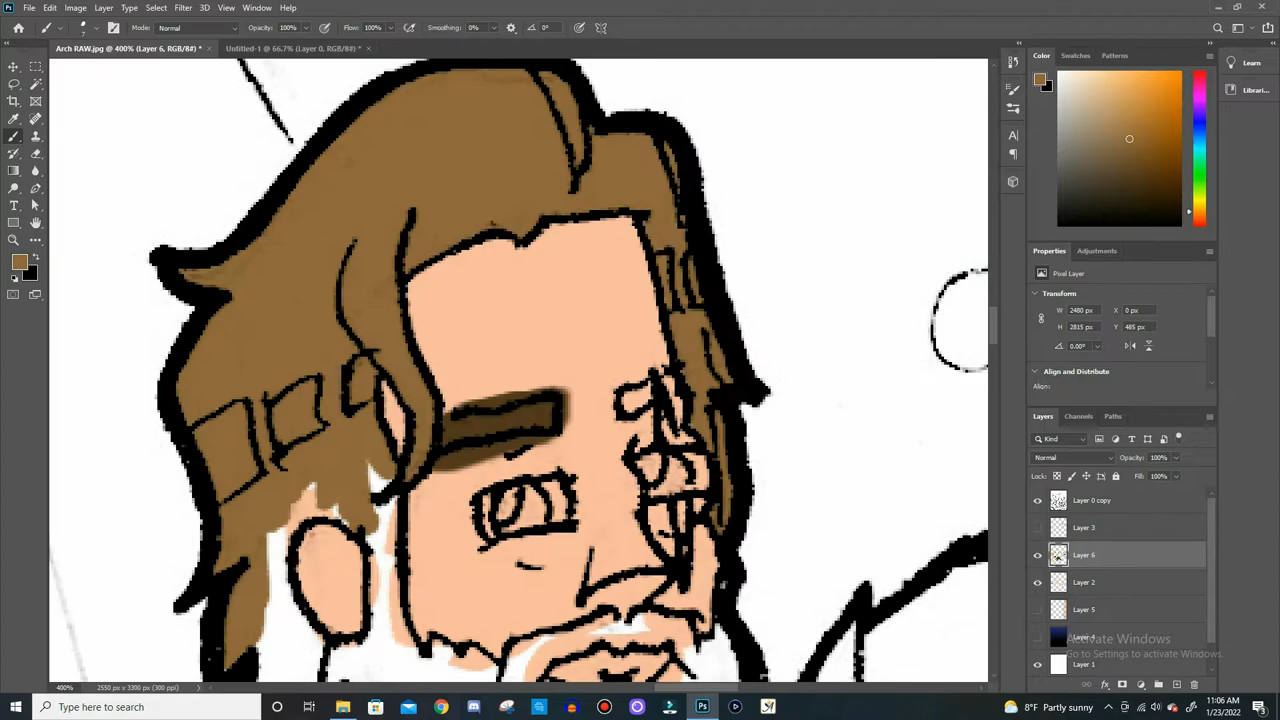 File Edit Image Layer Type Select Filter 3D View Window Help
Mode: Normal Opacity: 100% Flow: 100% Smoothing: 0% 0°
Arch RAW.jpg @ 400% (Layer 6, RGB/8#) * × Untitled-1 @ 66.7% (Layer 0, RGB/8#) * ×
Color Swatches Patterns
Learn
Librari...
Properties Adjustments
Pixel Layer
Transform
W 2480 px X 0 px
H 2815 px Y 485 px
0.00°
Align and Distribute
Align:
Layers Channels Paths
Kind
Normal Opacity: 100%
Lock: Fill: 100%
Layer 0 copy
Layer 3
Layer 6
Layer 2
Layer 5
Activate Windows
Go to Settings to activate Windows.
Layer 1
400% 2550 px x 3300 px (300 ppi)
Type here to search
8°F Partly sunny
11:06 AM
1/23/2022